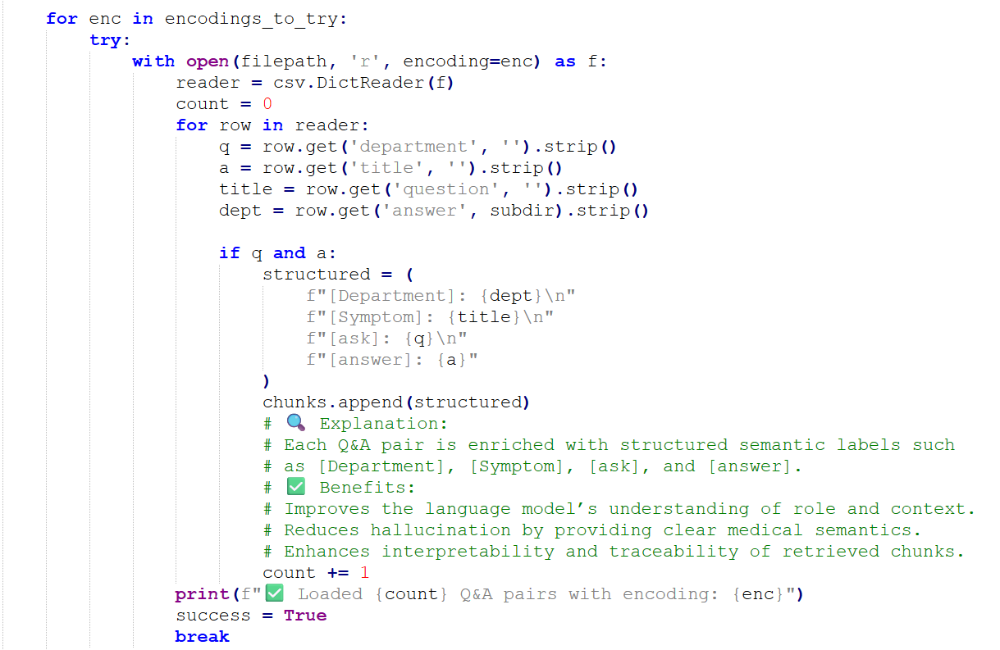 for enc in encodings_to_try:
    try:
        with open(filepath, 'r', encoding=enc) as f:
            reader = csv.DictReader(f)
            count = 0
            for row in reader:
                q = row.get('department', '').strip()
                a = row.get('title', '').strip()
                title = row.get('question', '').strip()
                dept = row.get('answer', subdir).strip()
                if q and a:
                    structured = (
                        f"[Department]: {dept}\n"
                        f"[Symptom]: {title}\n"
                        f"[ask]: {q}\n"
                        f"[answer]: {a}"
                    )
                    chunks.append(structured)
                    # 🔍 Explanation:
                    # Each Q&A pair is enriched with structured semantic labels such
                    # as [Department], [Symptom], [ask], and [answer].
                    # ✅ Benefits:
                    # Improves the language model’s understanding of role and context.
                    # Reduces hallucination by providing clear medical semantics.
                    # Enhances interpretability and traceability of retrieved chunks.
                    count += 1
            print(f"✅ Loaded {count} Q&A pairs with encoding: {enc}")
            success = True
            break